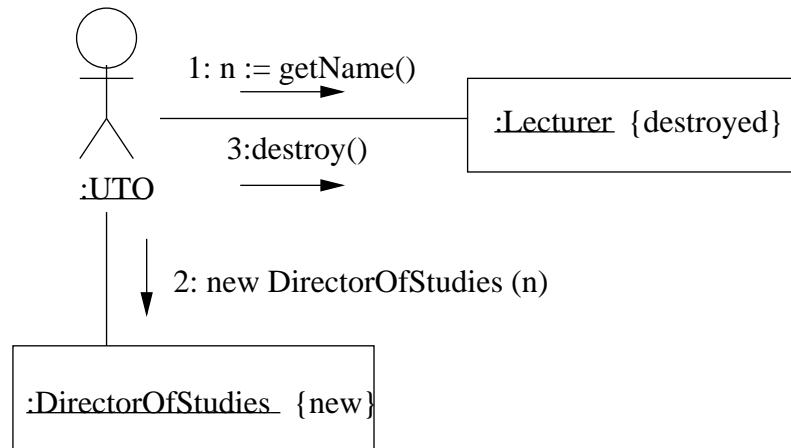 1: n := getName()
:Lecturer {destroyed}
3:destroy()
:UTO
2: new DirectorOfStudies (n)
:DirectorOfStudies {new}